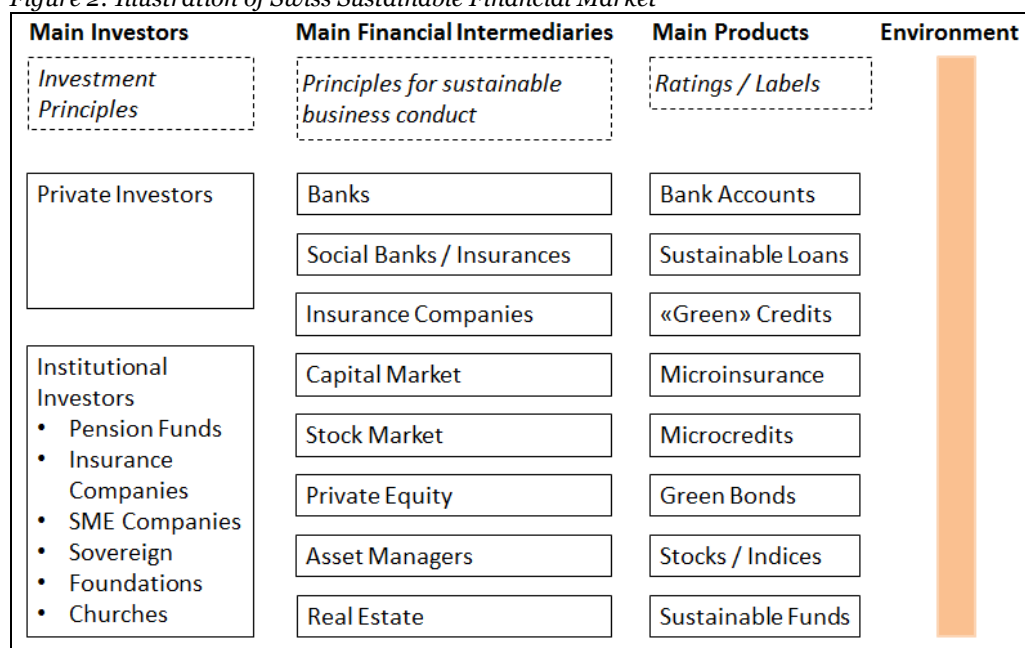 Figure 2: Illustration of Swiss Sustainable Financial Market
Main Investors
Main Financial Intermediaries
Main Products
Environment
Investment
Principles
Principles for sustainable
business conduct
Ratings / Labels
Private Investors
Institutional
Investors
• Pension Funds
• Insurance
Companies
• SME Companies
• Sovereign
• Foundations
• Churches
Banks
Social Banks / Insurances
Insurance Companies
Capital Market
Stock Market
Private Equity
Asset Managers
Real Estate
Bank Accounts
Sustainable Loans
«Green» Credits
Microinsurance
Microcredits
Green Bonds
Stocks / Indices
Sustainable Funds